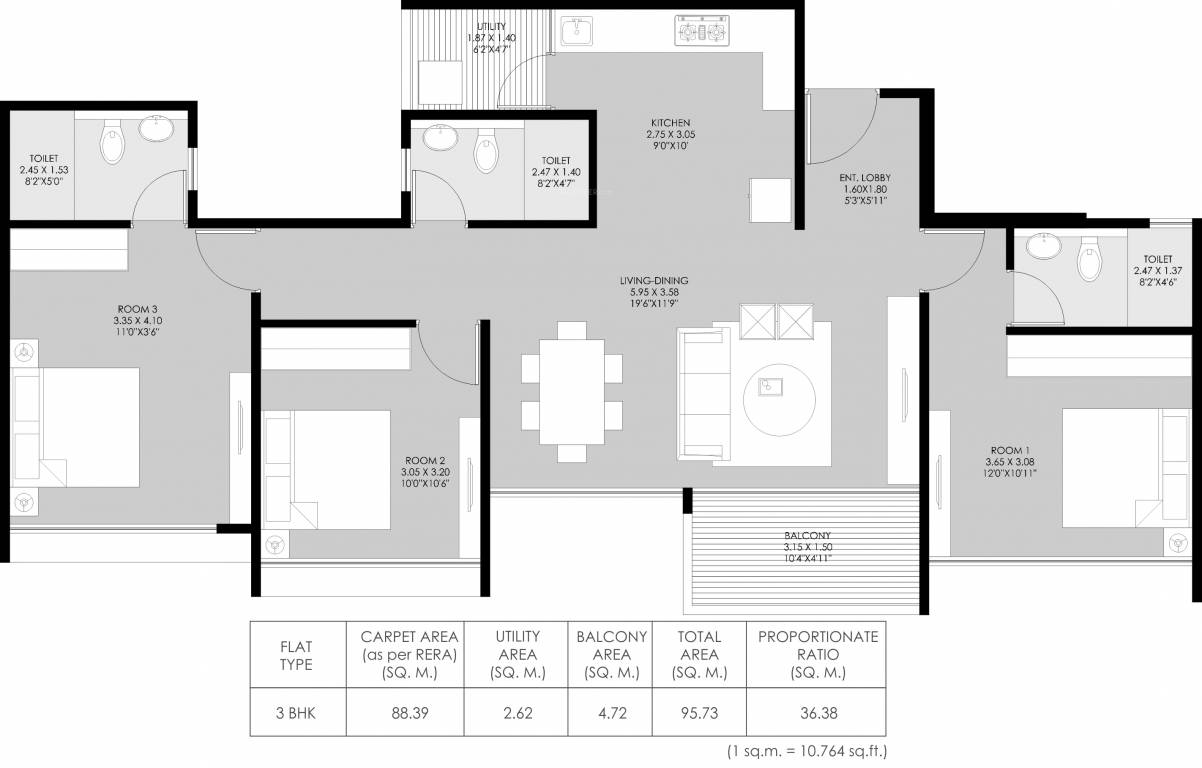 UTILITY
1.87 X 1.40
6'2"X4'7"
KITCHEN
2.75 X 3.05
9'0"X10'
TOILET
2.45 X 1.53
8'2"X5'0"
TOILET
2.47 X 1.40
8'2"X4'7"
ENT. LOBBY
1.60X1.80
5'3"X5'11"
TOILET
2.47 X 1.37
8'2"X4'6"
LIVING-DINING
5.95 X 3.58
19'6"X11'9"
ROOM 3
3.35 X 4.10
11'0"X3'6"
ROOM 2
3.05 X 3.20
10'0"X10'6"
ROOM 1
3.65 X 3.08
12'0"X10'11"
BALCONY
3.15 X 1.50
10'4"X4'11"
FLAT
TYPE
CARPET AREA
(as per RERA)
(SQ. M.)
UTILITY
AREA
(SQ. M.)
BALCONY
AREA
(SQ. M.)
TOTAL
AREA
(SQ. M.)
PROPORTIONATE
RATIO
(SQ. M.)
3 BHK 88.39 2.62 4.72 95.73 36.38
(1 sq.m. = 10.764 sq.ft.)